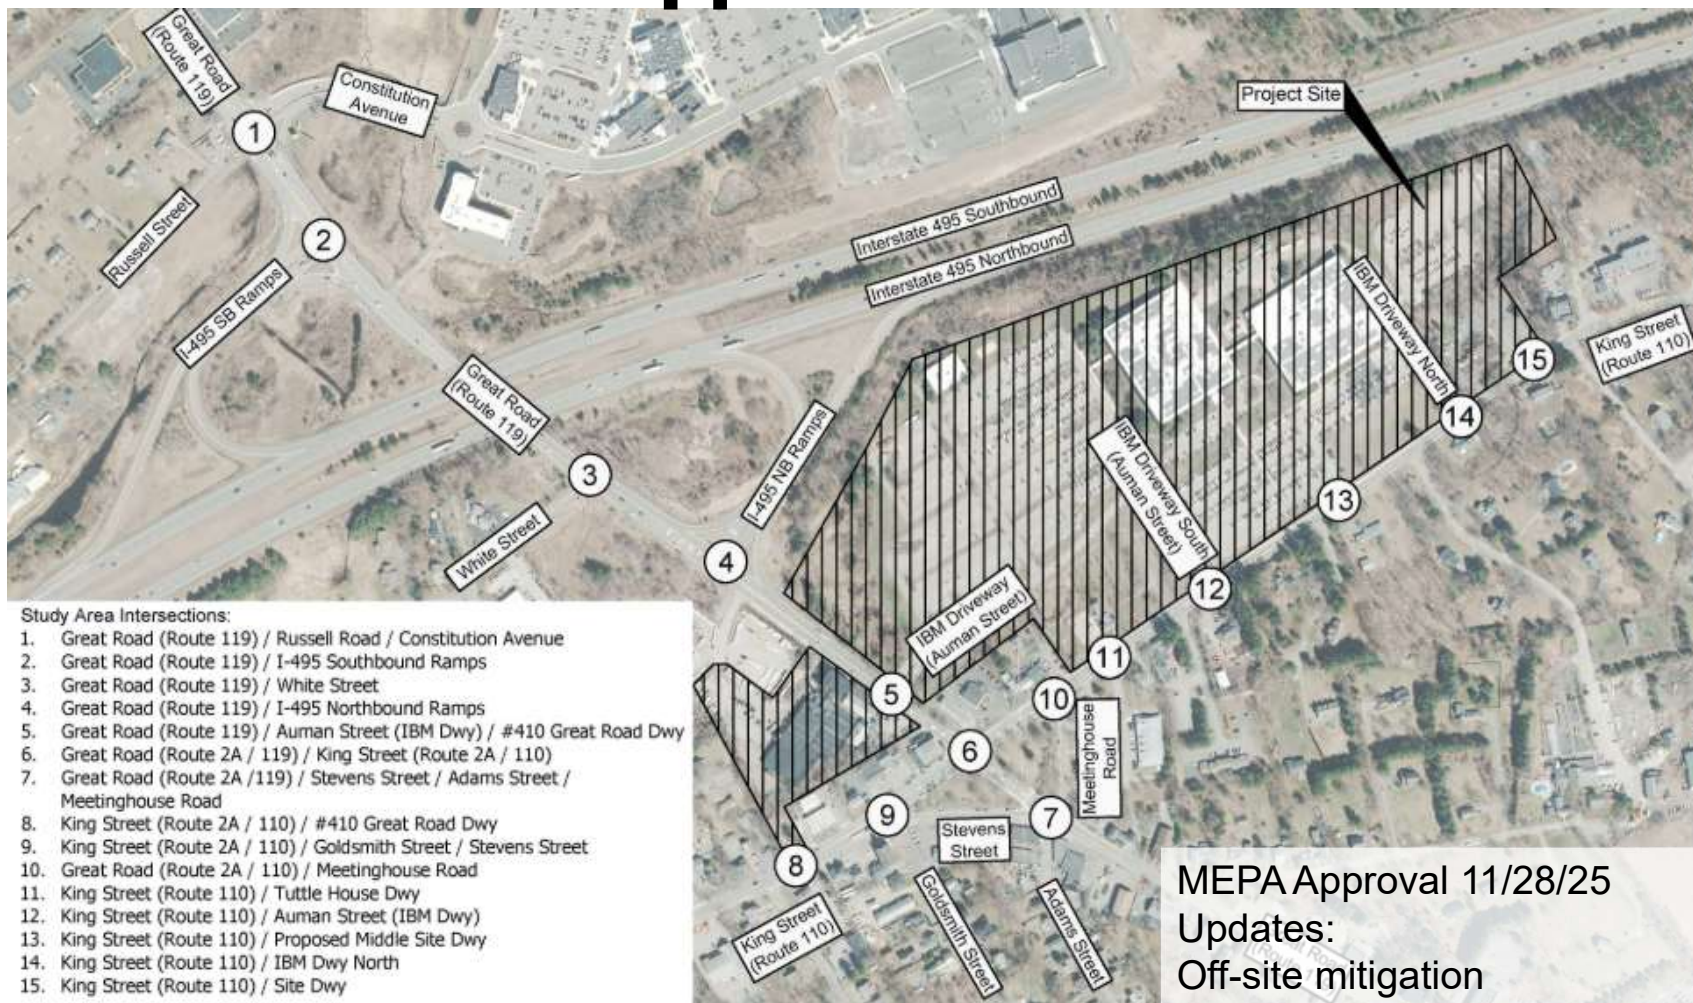 Great Road
(Route 119)
Constitution
Avenue
1
Project Site
Russell Street
2
Interstate 495 Southbound
Interstate 495 Northbound
I-495 SB Ramps
IBM Driveway North
King Street
(Route 110)
15
Great Road
(Route 119)
14
3
I-495 NB Ramps
IBM Driveway South
(Auman Street)
13
White Street
4
12
IBM Driveway
(Auman Street)
11
5
10
Meetinghouse
Road
6
9
7
Stevens
Street
8
King Street
(Route 110)
Goldsmith Street
Adams Street
Study Area Intersections:
1. Great Road (Route 119) / Russell Road / Constitution Avenue
2. Great Road (Route 119) / I-495 Southbound Ramps
3. Great Road (Route 119) / White Street
4. Great Road (Route 119) / I-495 Northbound Ramps
5. Great Road (Route 119) / Auman Street (IBM Dwy) / #410 Great Road Dwy
6. Great Road (Route 2A / 119) / King Street (Route 2A / 110)
7. Great Road (Route 2A /119) / Stevens Street / Adams Street /
Meetinghouse Road
8. King Street (Route 2A / 110) / #410 Great Road Dwy
9. King Street (Route 2A / 110) / Goldsmith Street / Stevens Street
10. Great Road (Route 2A / 110) / Meetinghouse Road
11. King Street (Route 110) / Tuttle House Dwy
12. King Street (Route 110) / Auman Street (IBM Dwy)
13. King Street (Route 110) / Proposed Middle Site Dwy
14. King Street (Route 110) / IBM Dwy North
15. King Street (Route 110) / Site Dwy
MEPA Approval 11/28/25
Updates:
Off-site mitigation